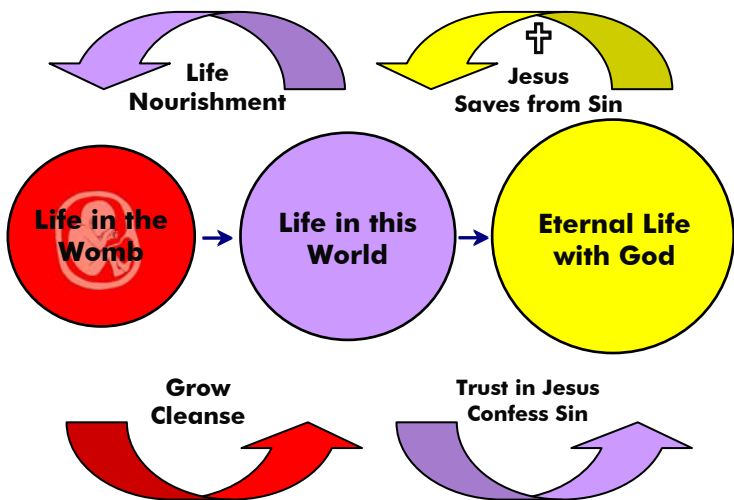 Life
Nourishment
Jesus
Saves from Sin
Life in the
Womb
Life in this
World
Eternal Life
with God
Grow
Cleanse
Trust in Jesus
Confess Sin